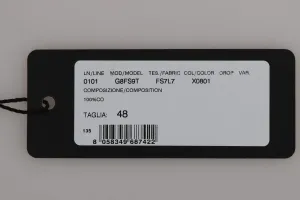 LN/LINE MOD/MODEL TES./FABRIC COL/COLOR DROP VAR.
0101 G8FS9T FS7L7 X0801
COMPOSIZIONE/COMPOSITION
100%CO
TAGLIA: 48
135
8 058349 687422